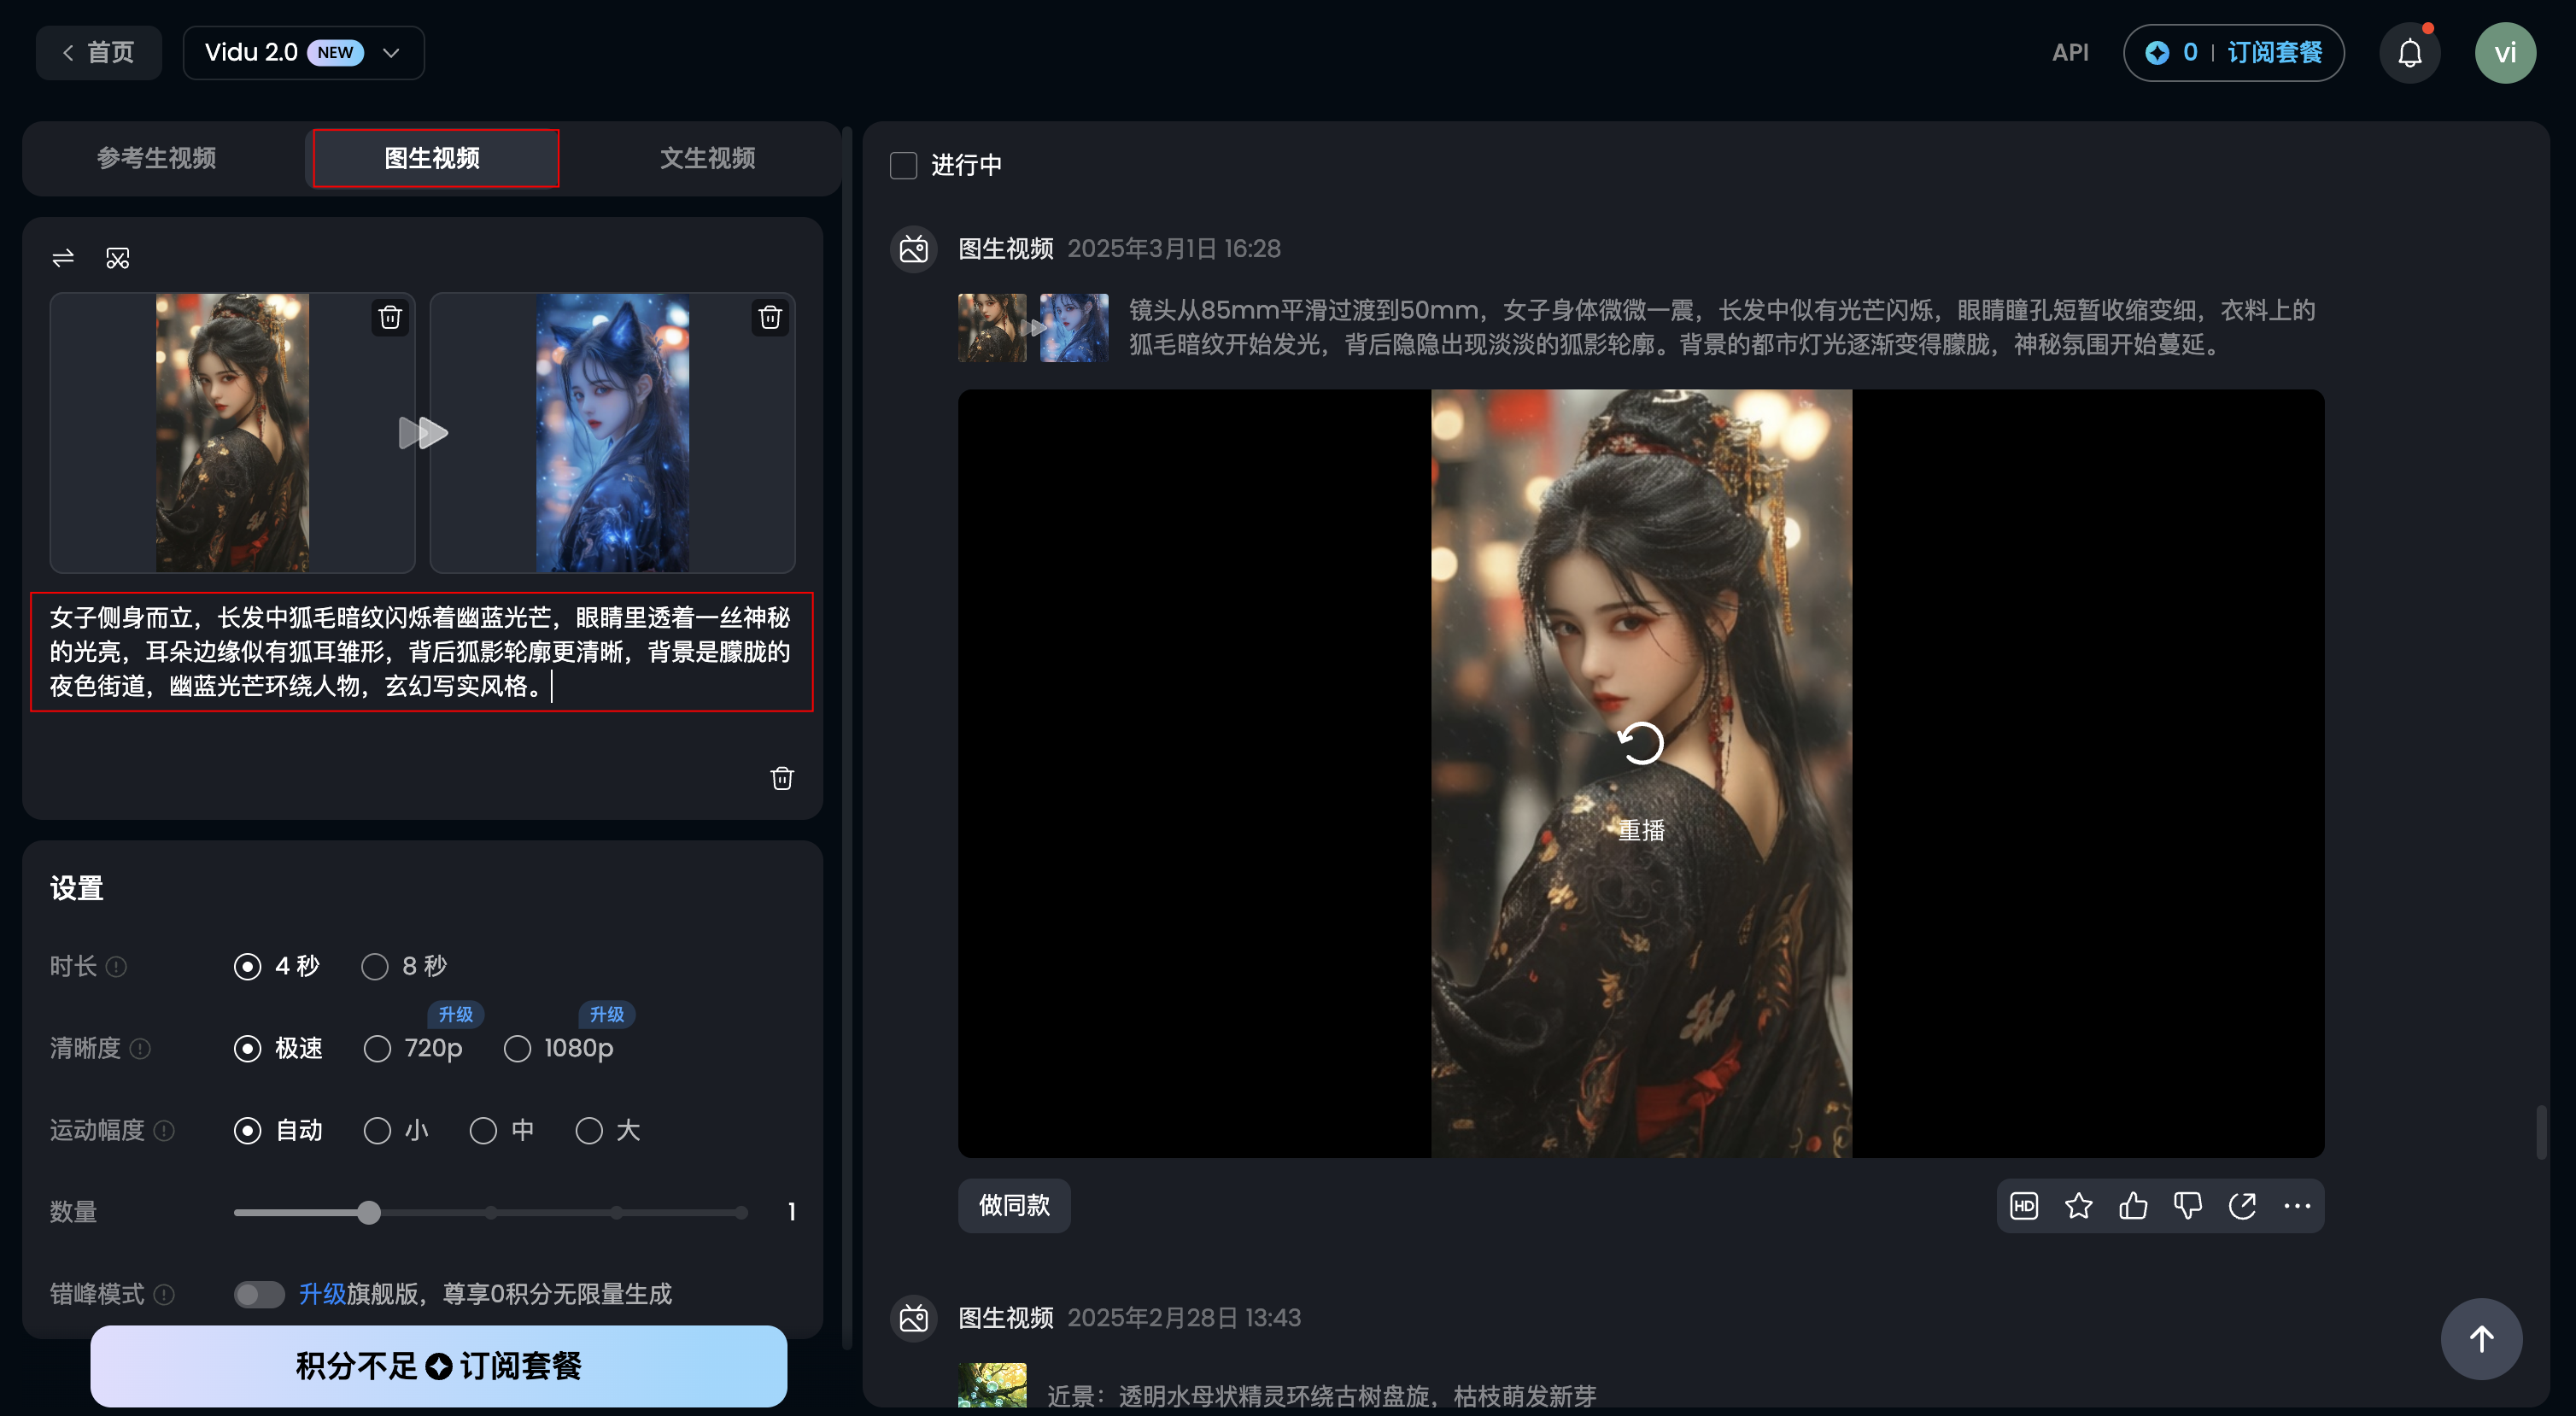 首页
Vidu 2.0 NEW
API
0 | 订阅套餐
vi
参考生视频
图生视频
文生视频
女子侧身而立，长发中狐毛暗纹闪烁着幽蓝光芒，眼睛里透着一丝神秘
的光亮，耳朵边缘似有狐耳雏形，背后狐影轮廓更清晰，背景是朦胧的
夜色街道，幽蓝光芒环绕人物，玄幻写实风格。
设置
时长
4 秒
8 秒
清晰度
极速
720p
升级
1080p
升级
运动幅度
自动
小
中
大
数量
1
错峰模式
升级旗舰版，尊享0积分无限量生成
积分不足 订阅套餐
进行中
图生视频 2025年3月1日 16:28
镜头从85mm平滑过渡到50mm，女子身体微微一震，长发中似有光芒闪烁，眼睛瞳孔短暂收缩变细，衣料上的
狐毛暗纹开始发光，背后隐隐出现淡淡的狐影轮廓。背景的都市灯光逐渐变得朦胧，神秘氛围开始蔓延。
重播
做同款
HD
图生视频 2025年2月28日 13:43
近景：透明水母状精灵环绕古树盘旋，枯枝萌发新芽